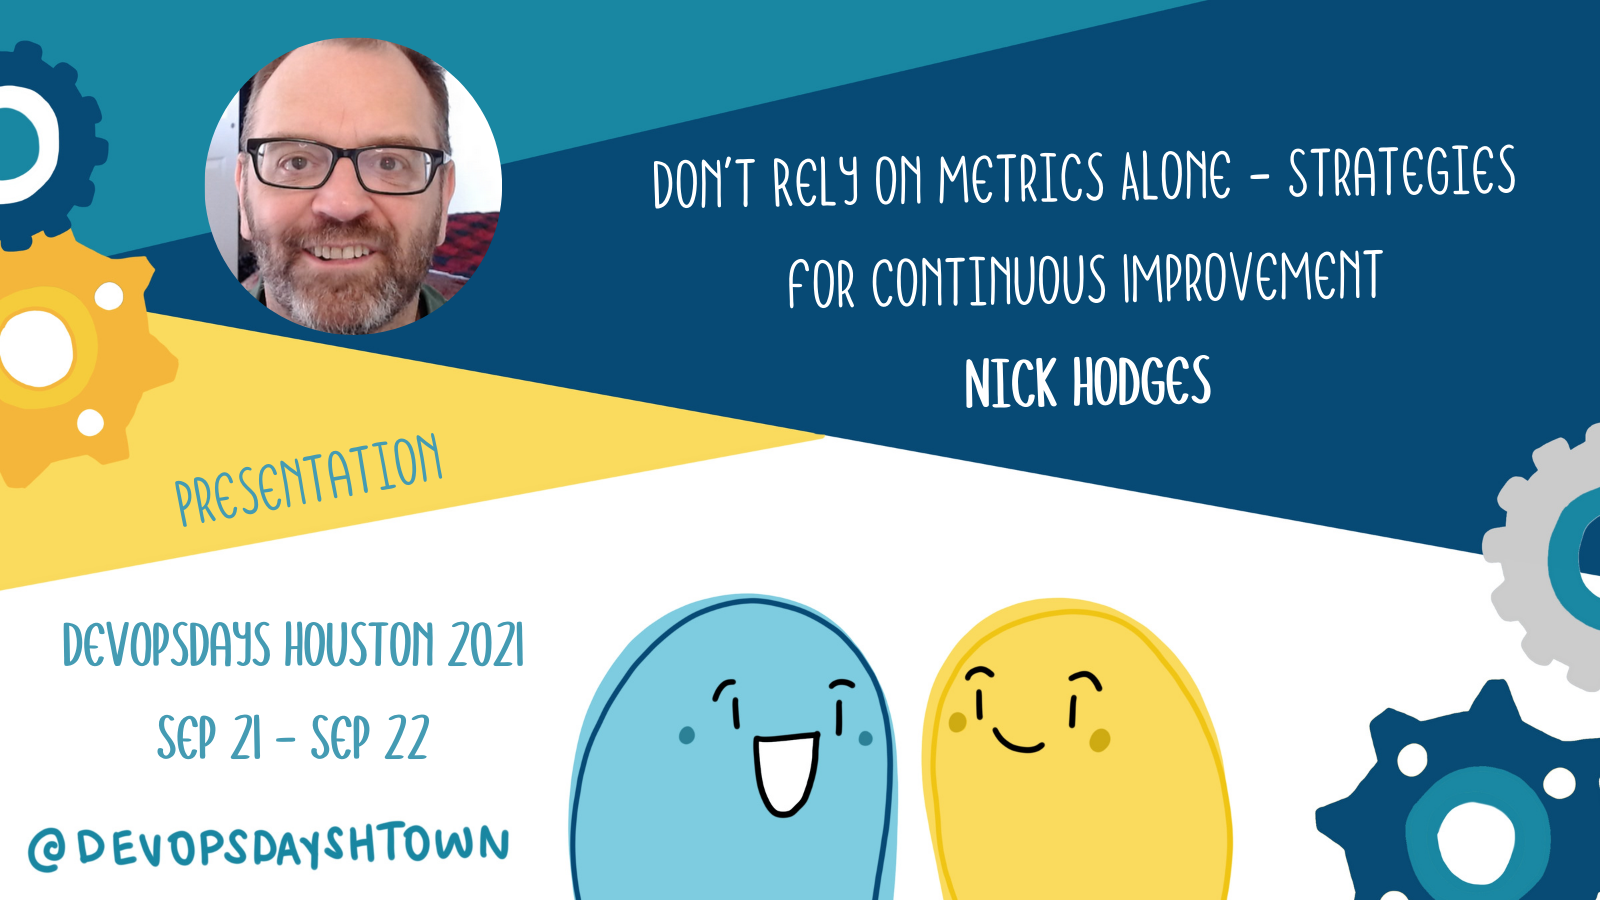 DON'T RELY ON METRICS ALONE - STRATEGIES
FOR CONTINUOUS IMPROVEMENT
NICK HODGES
PRESENTATION
DEVOPSDAYS HOUSTON 2021
SEP 21 - SEP 22
@DEVOPSDAYSHTOWN